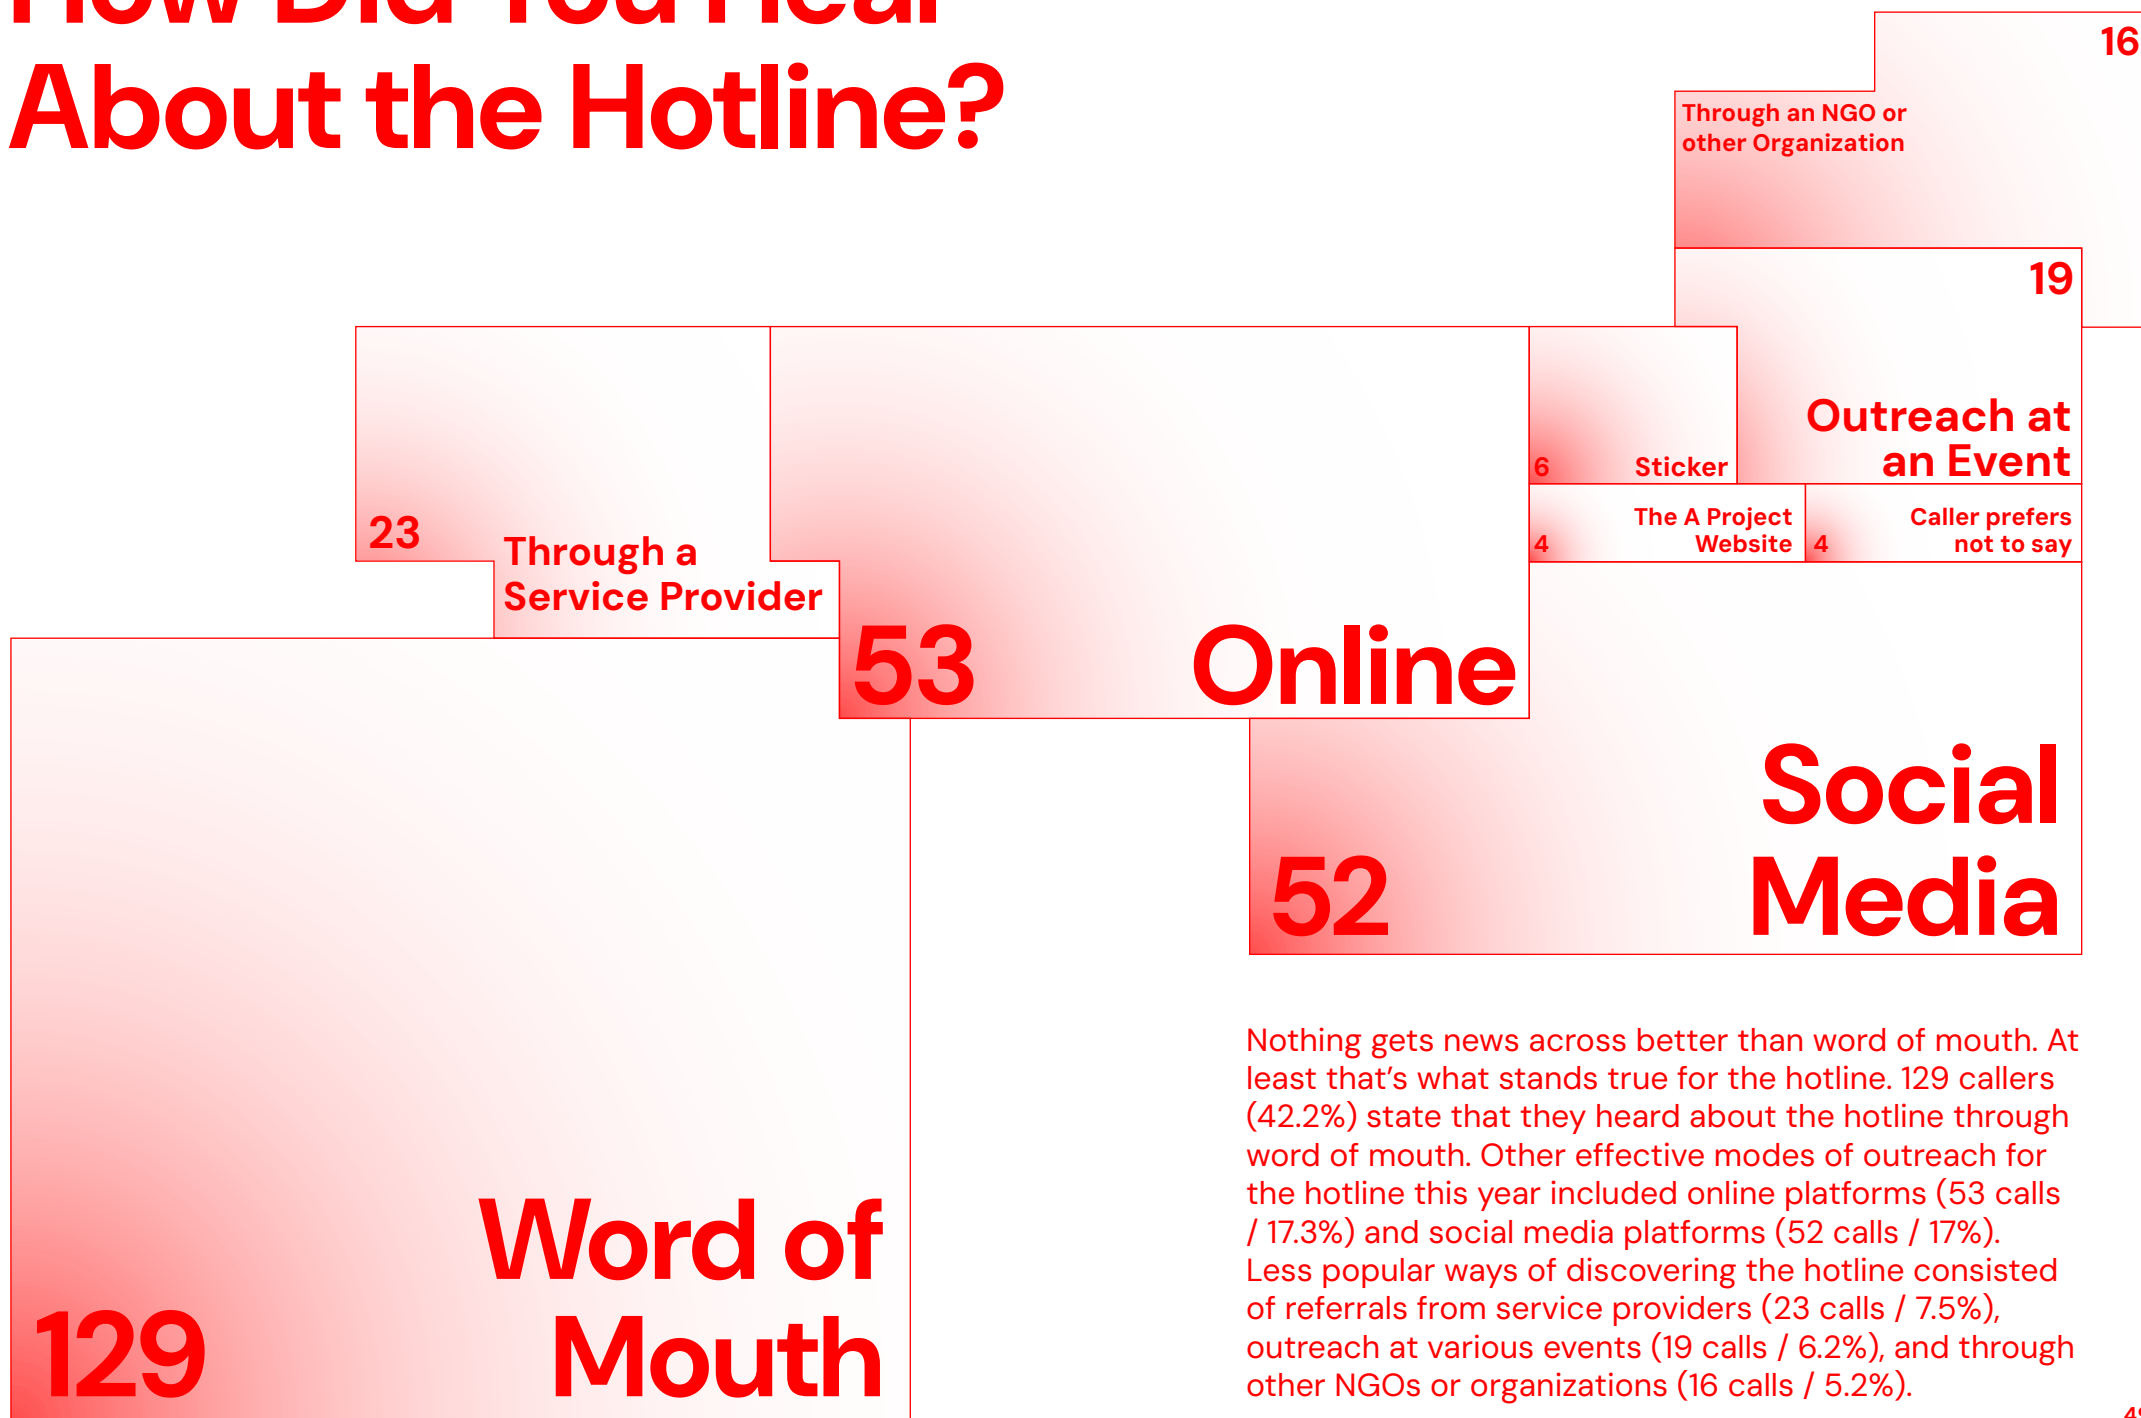 How Did You Hear
About the Hotline?
16
Through an NGO or
other Organization
19
Outreach at
an Event
23
Through a
Service Provider
53
Online
6
Sticker
4
The A Project
Website
4
Caller prefers
not to say
52
Social
Media
129
Word of
Mouth
Nothing gets news across better than word of mouth. At
least that’s what stands true for the hotline. 129 callers
(42.2%) state that they heard about the hotline through
word of mouth. Other effective modes of outreach for
the hotline this year included online platforms (53 calls
/ 17.3%) and social media platforms (52 calls / 17%).
Less popular ways of discovering the hotline consisted
of referrals from service providers (23 calls / 7.5%),
outreach at various events (19 calls / 6.2%), and through
other NGOs or organizations (16 calls / 5.2%).